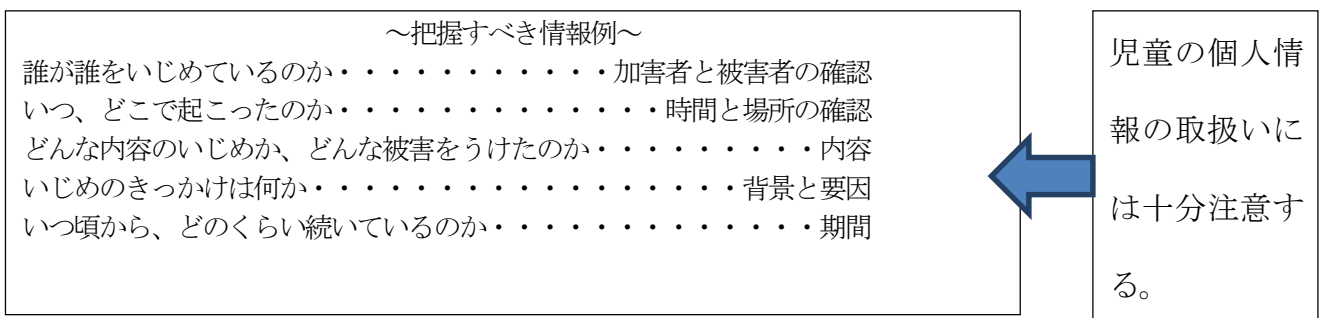 ～把握すべき情報例～
誰が誰をいじめているのか・・・・・・・・・・・加害者と被害者の確認
いつ、どこで起こったのか・・・・・・・・・・・・・時間と場所の確認
どんな内容のいじめか、どんな被害をうけたのか・・・・・・・・・内容
いじめのきっかけは何か・・・・・・・・・・・・・・・・・背景と要因
いつ頃から、どのくらい続いているのか・・・・・・・・・・・・・期間
児童の個人情
報の取扱いに
は十分注意す
る。